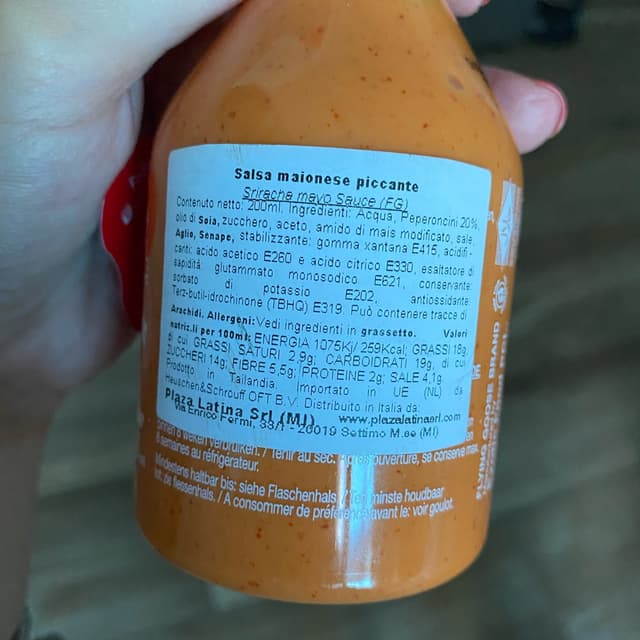 Salsa maionese piccante
Sriracha mayo Sauce (FG)
Contenuto netto: 200ml. Ingredienti: Acqua, Peperoncini 20%,
olio di Soia, zucchero, aceto, amido di mais modificato, sale,
Aglio, Senape, stabilizzante: gomma xantana E415, acidifi-
canti: acido acetico E260 e acido citrico E330, esaltatore di
sapidità glutammato monosodico E621, conservante:
sorbato di potassio E202, antiossidante:
Terz-butil-idrochinone (TBHQ) E319. Può contenere tracce di
Arachidi. Allergeni: Vedi ingredienti in grassetto. Valori
nutriz.li per 100ml: ENERGIA 1075Kj/ 259Kcal; GRASSI 18g,
di cui GRASSI SATURI 2,9g; CARBOIDRATI 19g, di cui
ZUCCHERI 14g; FIBRE 5,5g; PROTEINE 2g; SALE 4,1g.
Prodotto in Tailandia. Importato in UE (NL) da
Heuschen&Schrouff OFT B.V. Distribuito in Italia da:
Plaza Latina Srl (MI) www.plazalatinasrl.com
Via Enrico Fermi, 33/1 - 20019 Settimo M.se (MI)
verbruiken. / Tenir au sec. Après ouverture, se conserve max.
semaines au réfrigérateur.
Mindestens haltbar bis: siehe Flaschenhals. / Ten minste houdbaar
tot: zie flessenhals. / A consommer de préférence avant le: voir goulot.
FLYING GOOSE BRAND